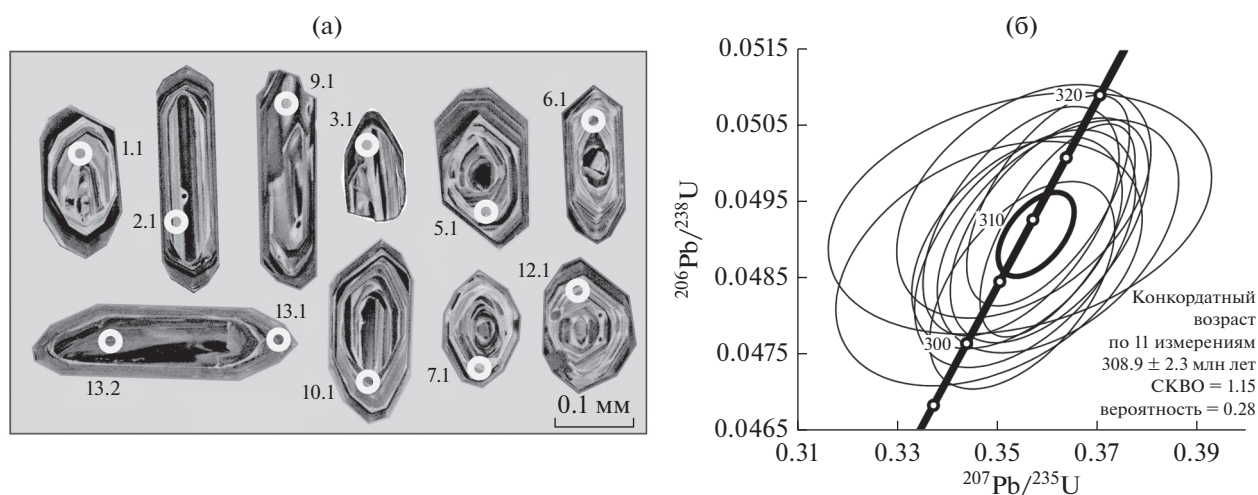 (а)
1.1
2.1
9.1
3.1
5.1
6.1
13.1
13.2
10.1
7.1
12.1
0.1 мм
(б)
0.0515
0.0505
0.0495
0.0485
0.0475
0.0465
²⁰⁶Pb/²³⁸U
320
310
300
Конкордатный
возраст
по 11 измерениям
308.9 ± 2.3 млн лет
СКВО = 1.15
вероятность = 0.28
0.31 0.33 0.35 0.37 0.39
²⁰⁷Pb/²³⁵U